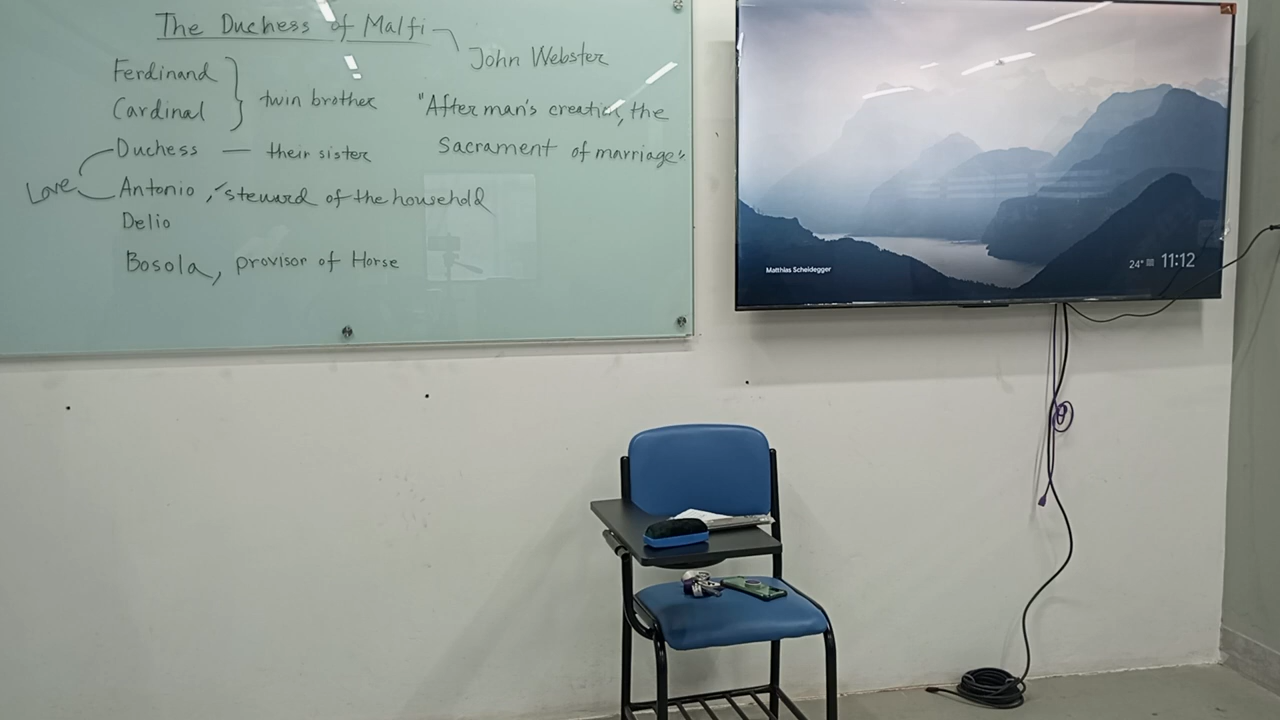 The Duchess of Malfi
John Webster
Ferdinand
Cardinal
twin brother
"After man's creation, the
Sacrament of marriage"
Duchess — their sister
Love
Antonio, steward of the household
Delio
Bosola, provisor of Horse
Matthias Scheidegger
24° 11:12